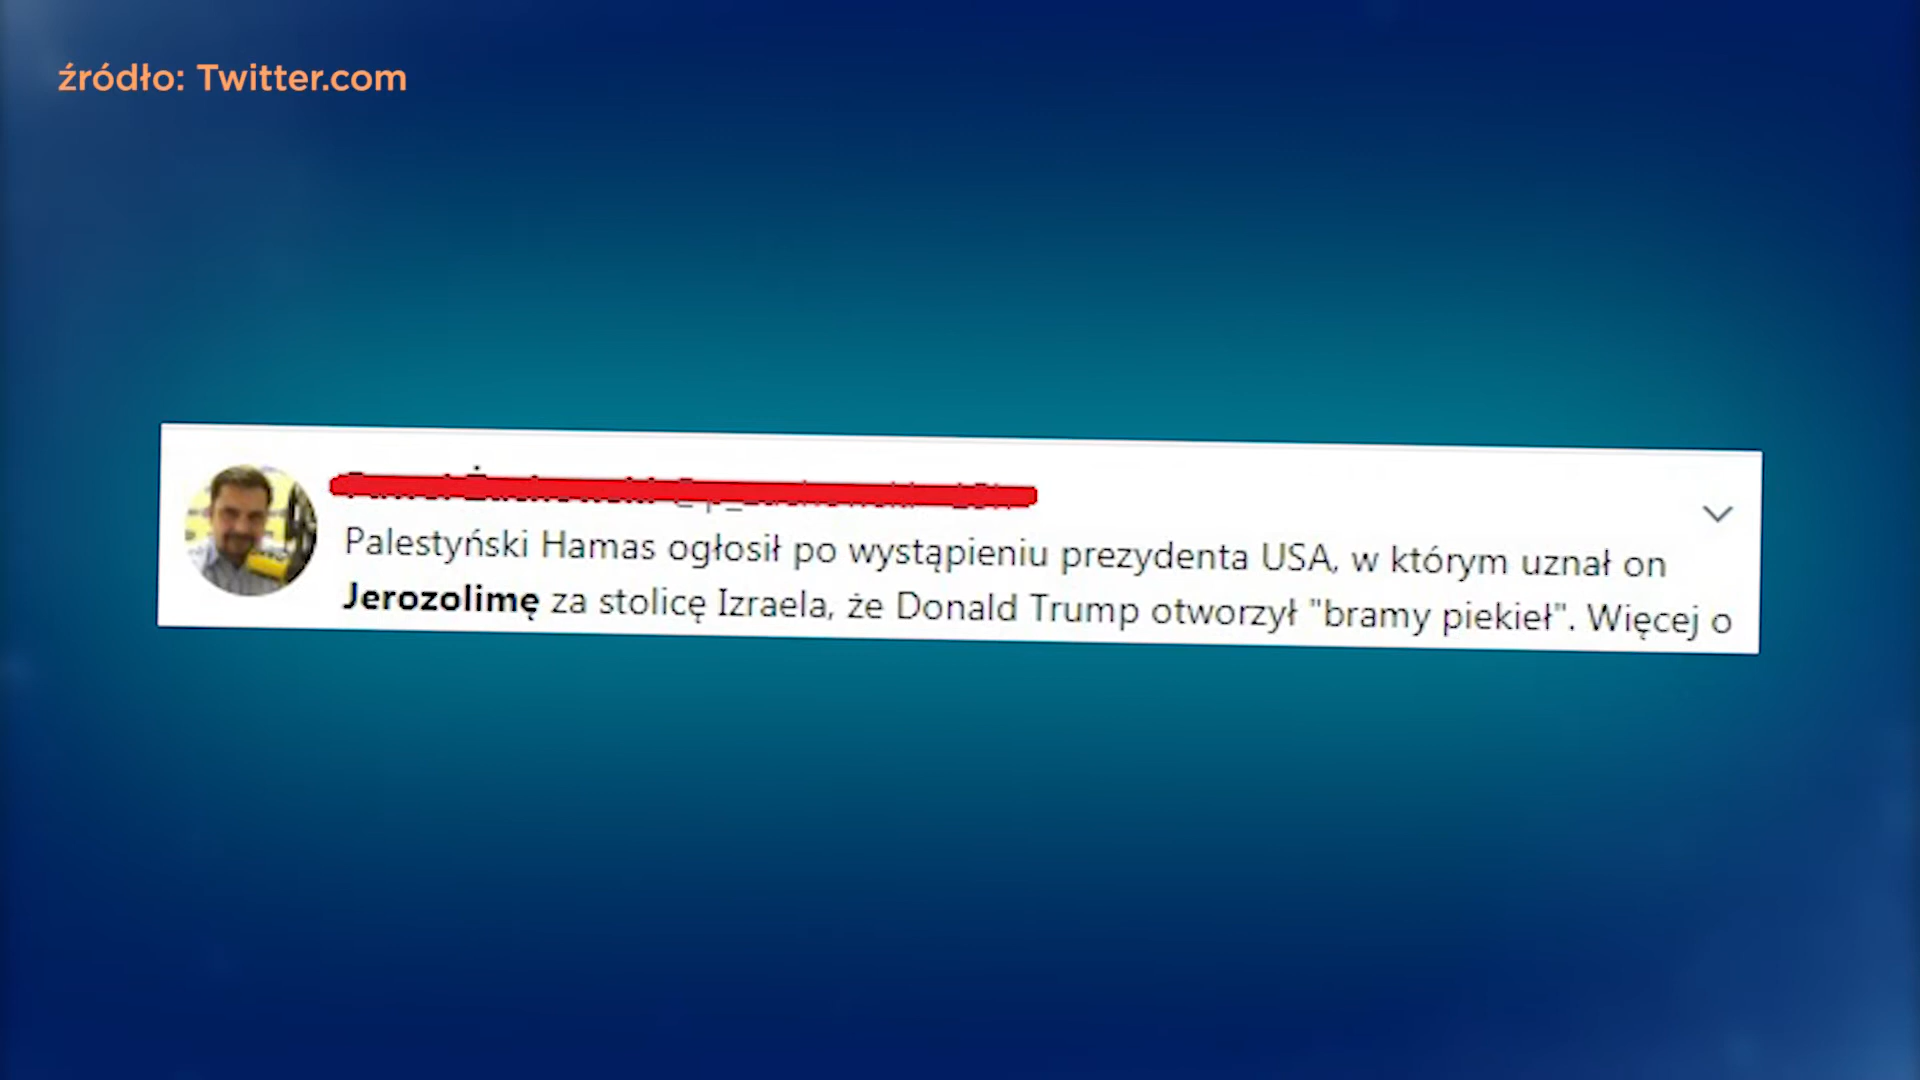 źródło: Twitter.com
Palestyński Hamas ogłosił po wystąpieniu prezydenta USA, w którym uznał on
Jerozolimę za stolicę Izraela, że Donald Trump otworzył "bramy piekieł". Więcej o